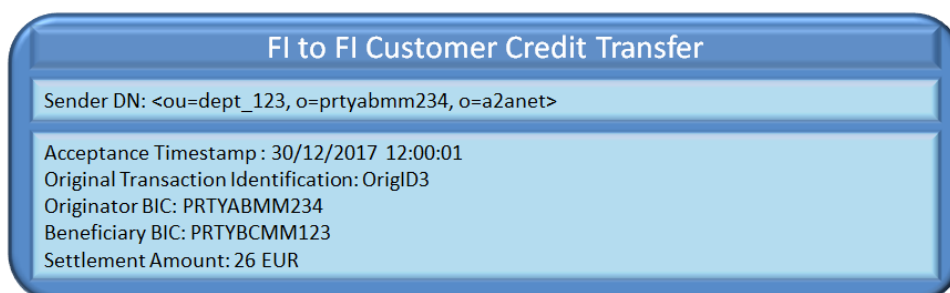 FI to FI Customer Credit Transfer
Sender DN: <ou=dept_123, o=prtyabmm234, o=a2anet>
Acceptance Timestamp : 30/12/2017 12:00:01
Original Transaction Identification: OrigID3
Originator BIC: PRTYABMM234
Beneficiary BIC: PRTYBCMM123
Settlement Amount: 26 EUR